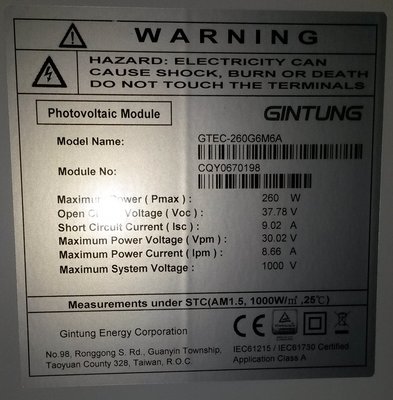 WARNING
HAZARD: ELECTRICITY CAN
CAUSE SHOCK, BURN OR DEATH
DO NOT TOUCH THE TERMINALS
Photovoltaic Module
GINTUNG
Model Name: GTEC-260G6M6A
Module No: CQY0670198
Maximum Power ( Pmax) : 260 W
Open Circuit Voltage ( Voc ) : 37.78 V
Short Circuit Current ( Isc ) : 9.02 A
Maximum Power Voltage ( Vpm ) : 30.02 V
Maximum Power Current ( Ipm ) : 8.66 A
Maximum System Voltage : 1000 V
Measurements under STC(AM1.5, 1000W/㎡,25℃)
Gintung Energy Corporation
No.98, Ronggong S. Rd., Guanyin Township,
Taoyuan County 328, Taiwan, R.O.C.
CE
IEC61215 / IEC61730 Certified
Application Class A